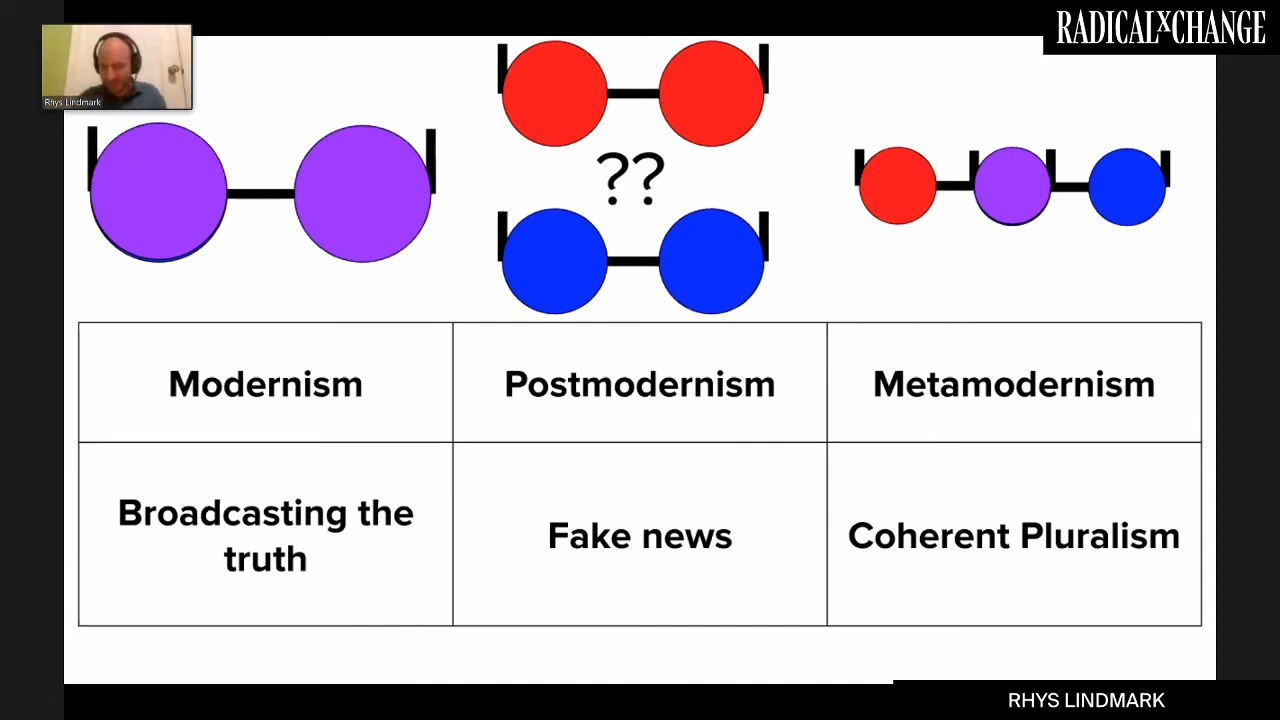 RADICALXCHANGE
Rhys Lindmark
??
Modernism
Postmodernism
Metamodernism
Broadcasting the
truth
Fake news
Coherent Pluralism
RHYS LINDMARK